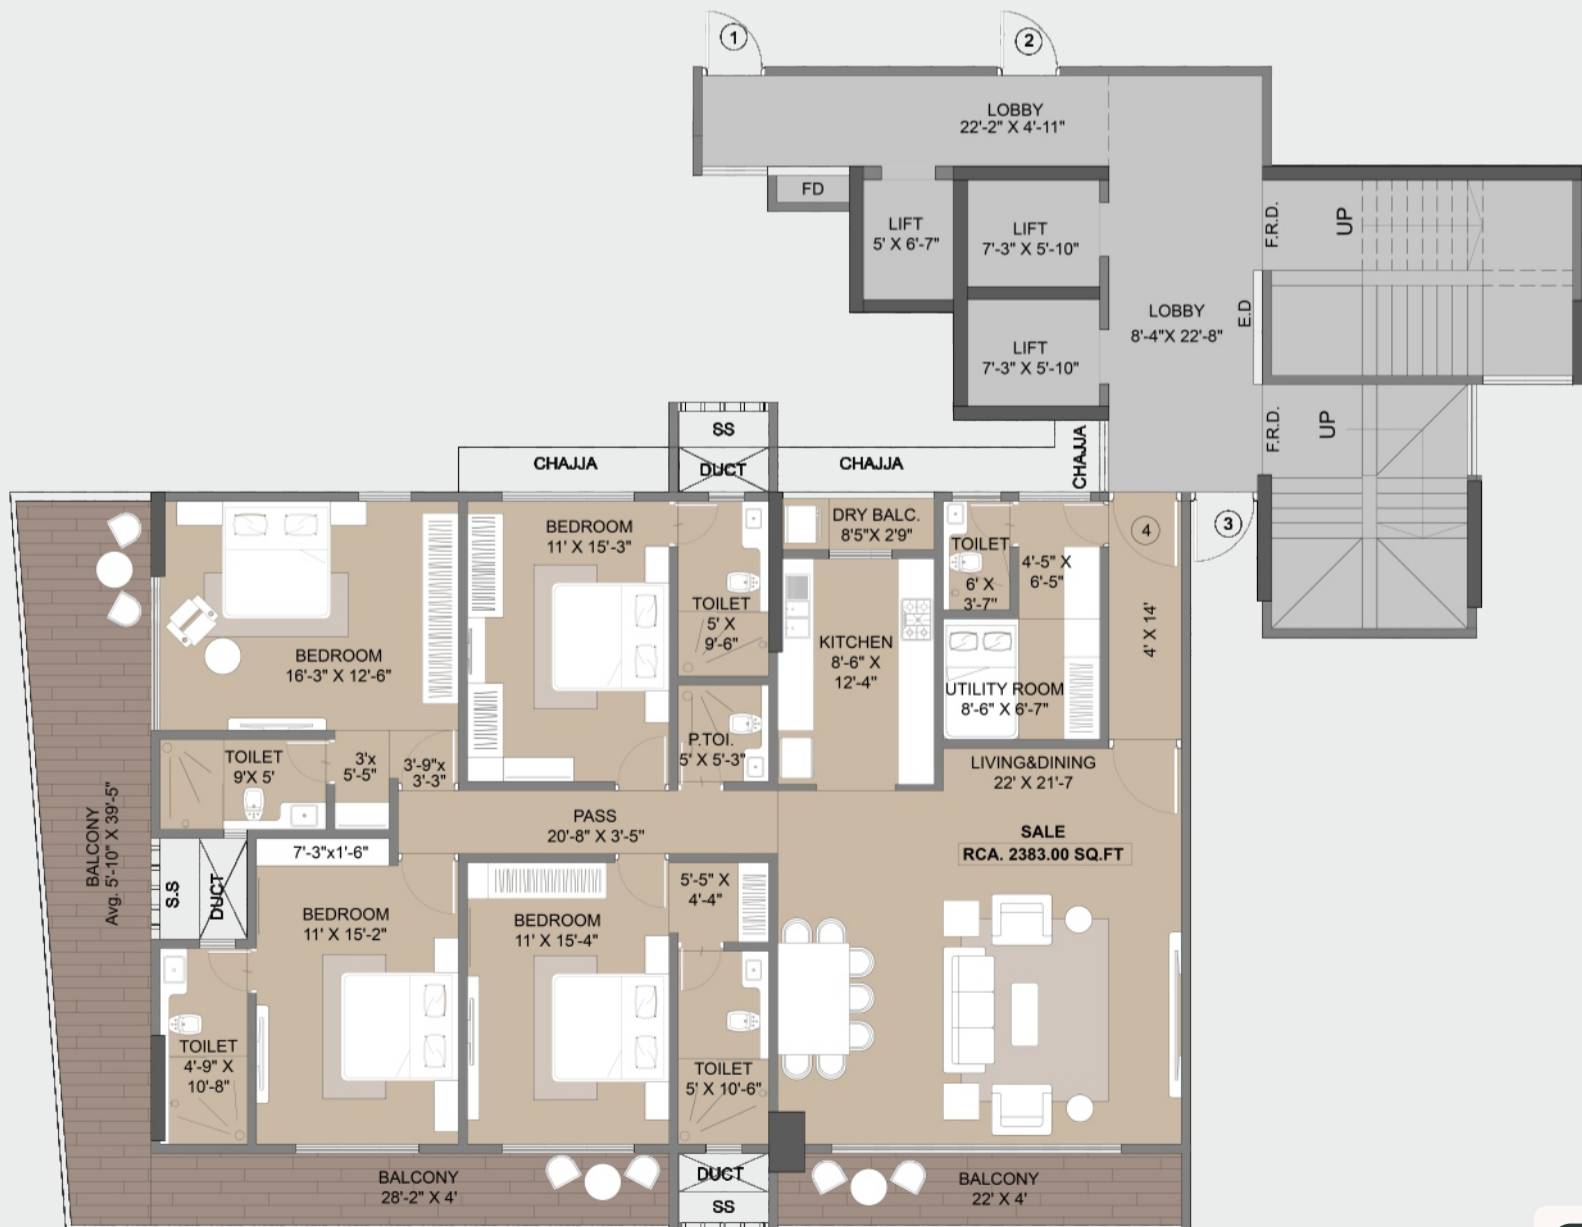 1
2
LOBBY
22'-2" X 4'-11"
FD
LIFT
5' X 6'-7"
LIFT
7'-3" X 5'-10"
F.R.D.
UP
LOBBY
8'-4"X 22'-8"
E.D
LIFT
7'-3" X 5'-10"
F.R.D.
UP
SS
DUCT
CHAJJA
CHAJJA
CHAJJA
BEDROOM
11' X 15'-3"
DRY BALC.
8'5"X 2'9"
4
3
TOILET
6' X
3'-7"
4'-5" X
6'-5"
TOILET
5' X
9'-6"
4' X 14'
KITCHEN
8'-6" X
12'-4"
BEDROOM
16'-3" X 12'-6"
UTILITY ROOM
8'-6" X 6'-7"
P.TOI.
5' X 5'-3"
TOILET
9'X 5'
3'x
5'-5"
3'-9"x
3'-3"
LIVING&DINING
22' X 21'-7
BALCONY
Avg. 5'-10" X 39'-5"
PASS
20'-8" X 3'-5"
SALE
RCA. 2383.00 SQ.FT
7'-3"x1'-6"
S.S
DUCT
BEDROOM
11' X 15'-2"
BEDROOM
11' X 15'-4"
5'-5" X
4'-4"
TOILET
4'-9" X
10'-8"
TOILET
5' X 10'-6"
BALCONY
28'-2" X 4'
DUCT
SS
BALCONY
22' X 4'